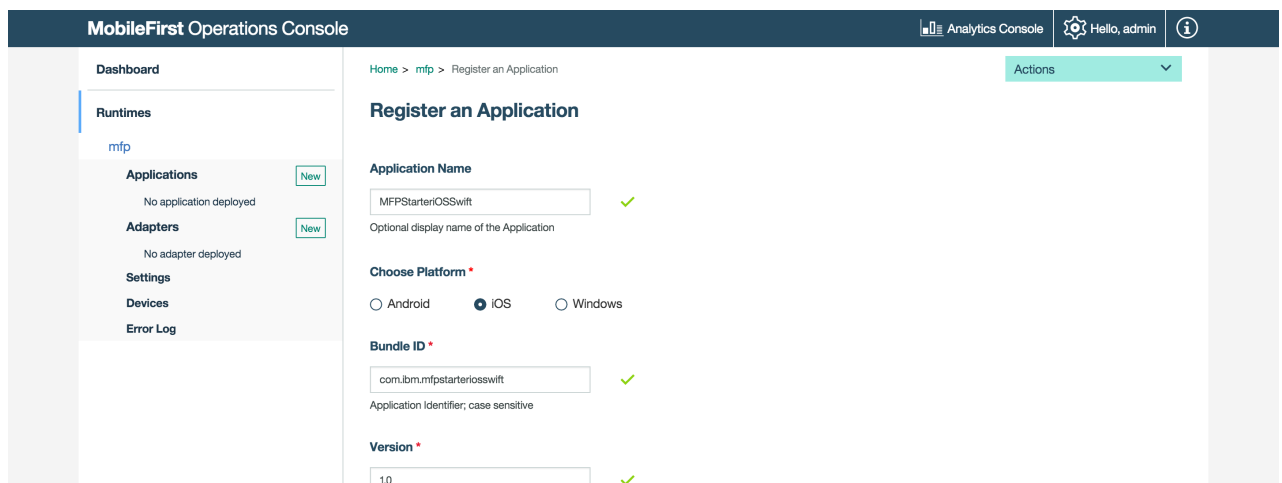 MobileFirst Operations Console
Analytics Console
Hello, admin
Dashboard
Runtimes
mfp
Applications
New
No application deployed
Adapters
New
No adapter deployed
Settings
Devices
Error Log
Home > mfp > Register an Application
Actions
Register an Application
Application Name
MFPStarteriOSSwift
Optional display name of the Application
Choose Platform *
Android
iOS
Windows
Bundle ID *
com.ibm.mfpstarteriosswift
Application Identifier; case sensitive
Version *
1.0